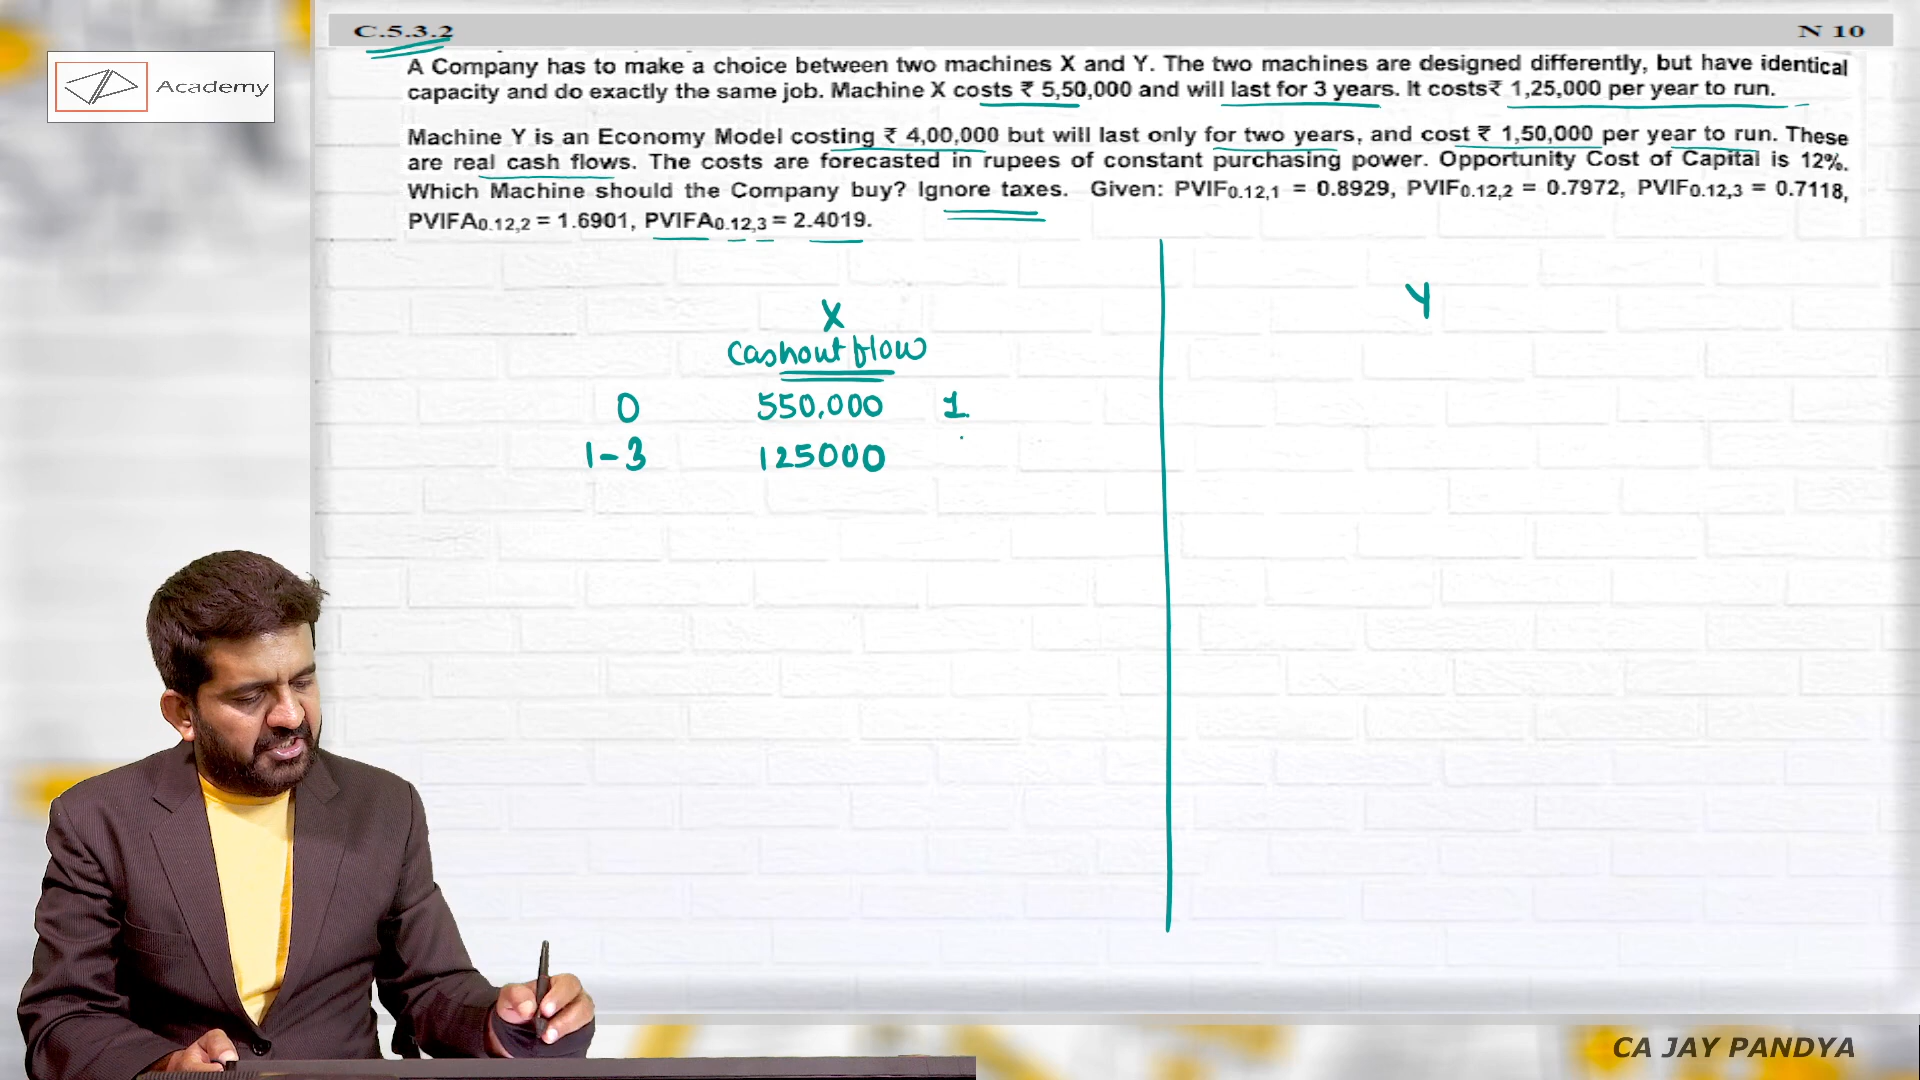 C.5.3.2 N 10
Academy
A Company has to make a choice between two machines X and Y. The two machines are designed differently, but have identical
capacity and do exactly the same job. Machine X costs ₹ 5,50,000 and will last for 3 years. It costs₹ 1,25,000 per year to run.
Machine Y is an Economy Model costing ₹ 4,00,000 but will last only for two years, and cost ₹ 1,50,000 per year to run. These
are real cash flows. The costs are forecasted in rupees of constant purchasing power. Opportunity Cost of Capital is 12%.
Which Machine should the Company buy? Ignore taxes. Given: PVIF0.12,1 = 0.8929, PVIF0.12,2 = 0.7972, PVIF0.12,3 = 0.7118,
PVIFA0.12,2 = 1.6901, PVIFA0.12,3 = 2.4019.
X
Y
Cashout flow
0 550,000 1.
1-3 125000
CA JAY PANDYA